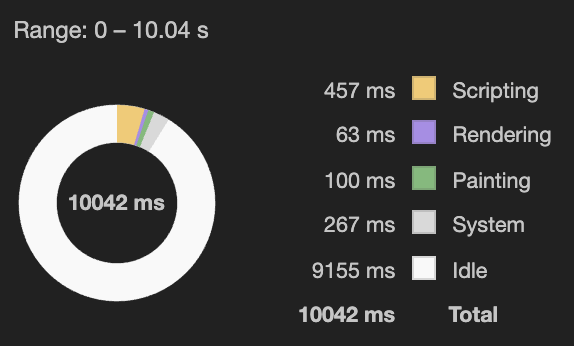 Range: 0 – 10.04 s
10042 ms
457 ms Scripting
63 ms Rendering
100 ms Painting
267 ms System
9155 ms Idle
10042 ms Total